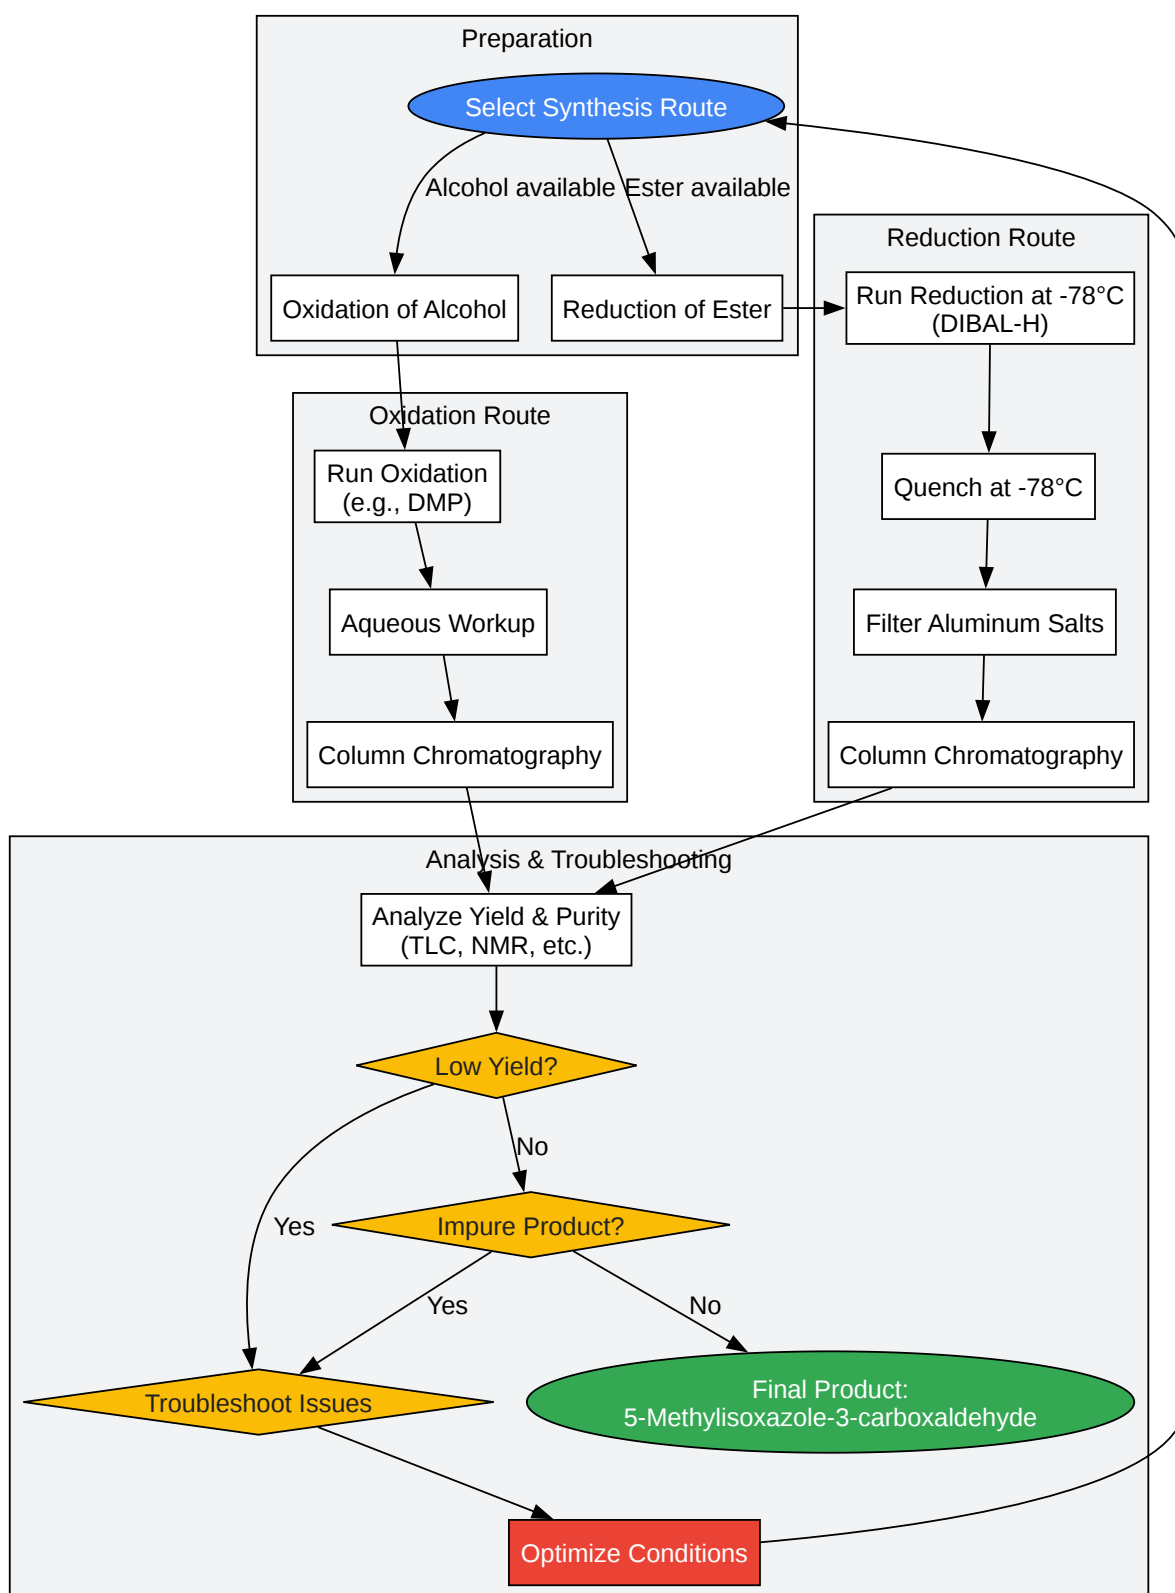 Preparation
Select Synthesis Route
Alcohol available
Ester available
Oxidation of Alcohol
Reduction of Ester
Reduction Route
Run Reduction at -78°C
(DIBAL-H)
Quench at -78°C
Filter Aluminum Salts
Column Chromatography
Oxidation Route
Run Oxidation
(e.g., DMP)
Aqueous Workup
Column Chromatography
Analysis & Troubleshooting
Analyze Yield & Purity
(TLC, NMR, etc.)
Low Yield?
No
Yes
Impure Product?
Yes
No
Troubleshoot Issues
Final Product:
5-Methylisoxazole-3-carboxaldehyde
Optimize Conditions